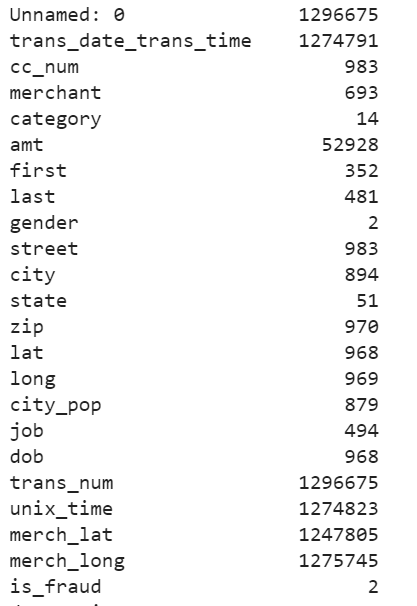 Unnamed: 0 1296675
trans_date_trans_time 1274791
cc_num 983
merchant 693
category 14
amt 52928
first 352
last 481
gender 2
street 983
city 894
state 51
zip 970
lat 968
long 969
city_pop 879
job 494
dob 968
trans_num 1296675
unix_time 1274823
merch_lat 1247805
merch_long 1275745
is_fraud 2